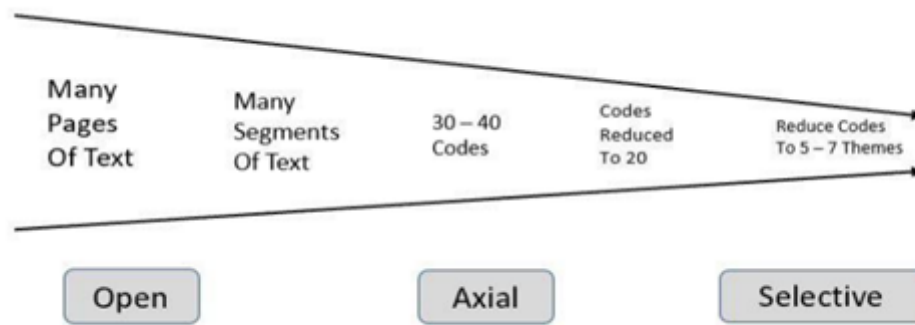 Many
Pages
Of Text
Many
Segments
Of Text
30 – 40
Codes
Codes
Reduced
To 20
Reduce Codes
To 5 – 7 Themes
Open
Axial
Selective